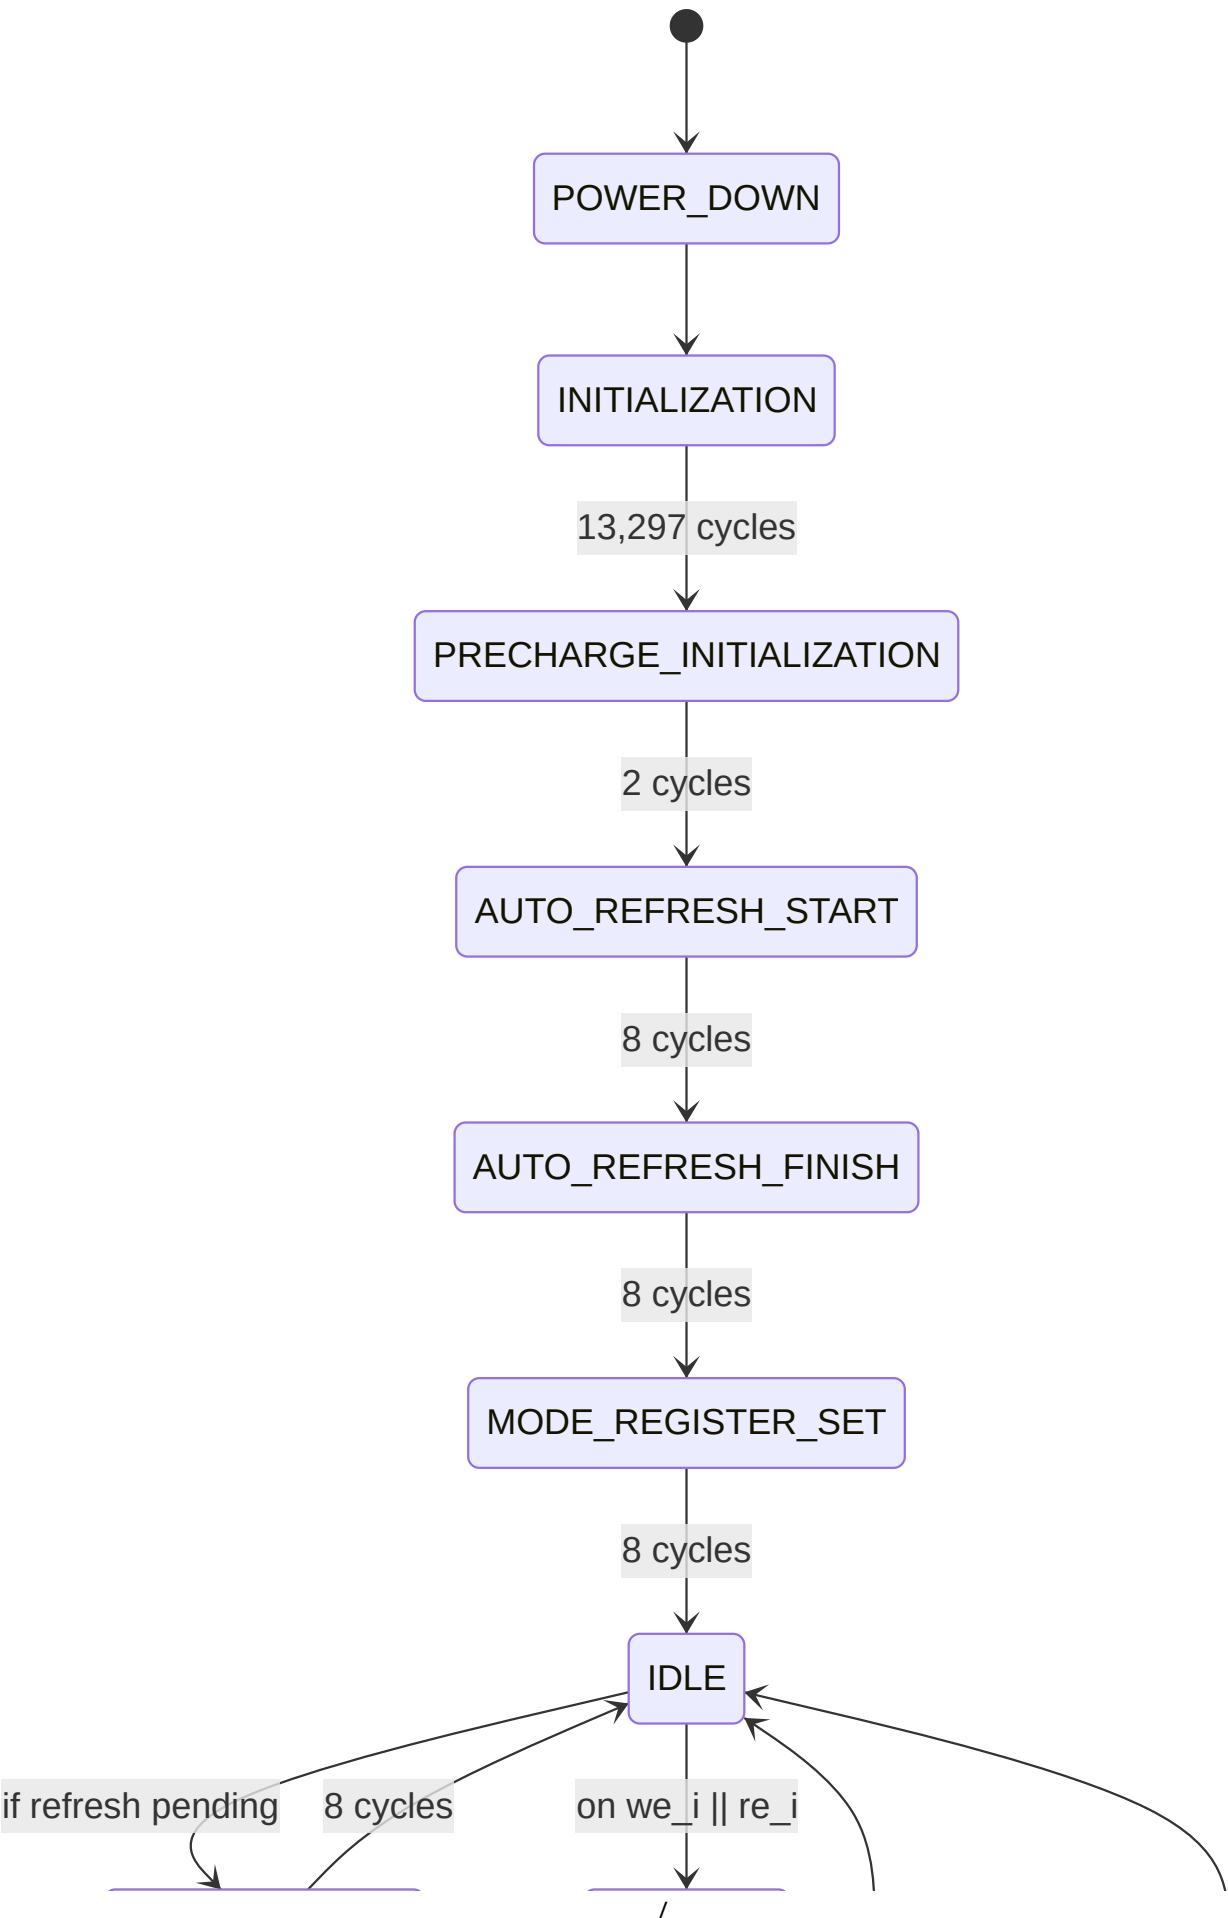 POWER_DOWN
INITIALIZATION
13,297 cycles
PRECHARGE_INITIALIZATION
2 cycles
AUTO_REFRESH_START
8 cycles
AUTO_REFRESH_FINISH
8 cycles
MODE_REGISTER_SET
8 cycles
IDLE
if refresh pending
8 cycles
on we_i || re_i
/